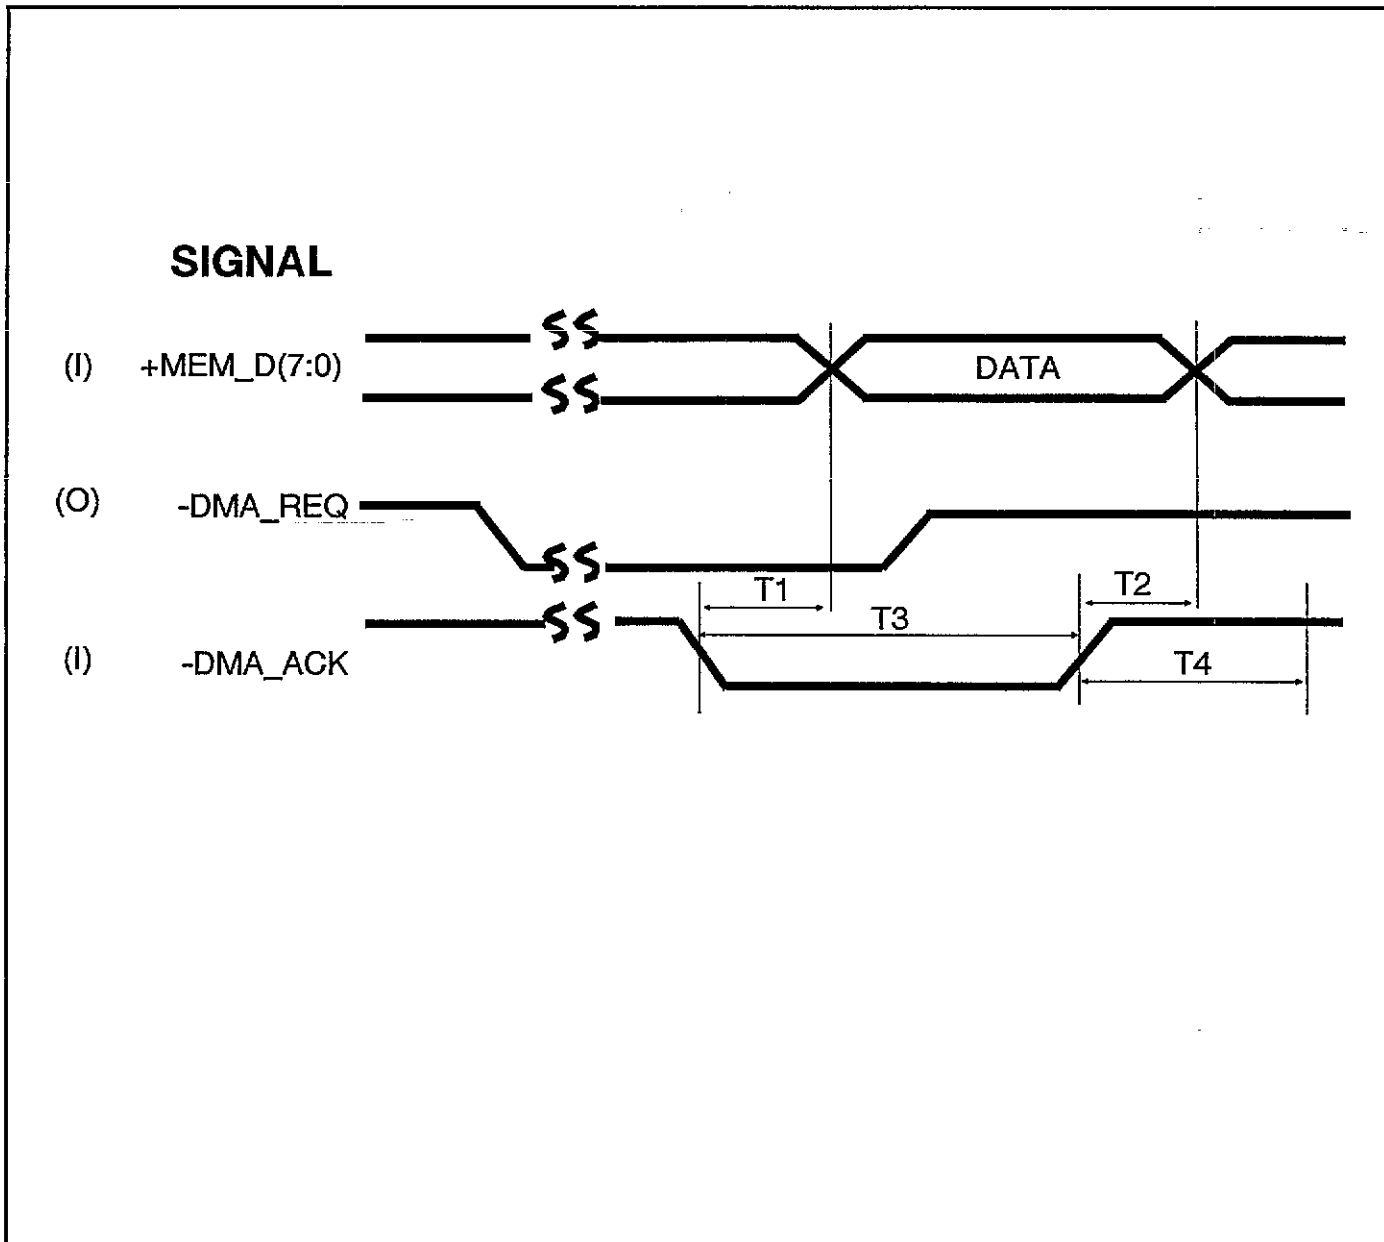 SIGNAL
(I) +MEM_D(7:0) DATA
(O) -DMA_REQ
T1 T2
T3
(I) -DMA_ACK T4